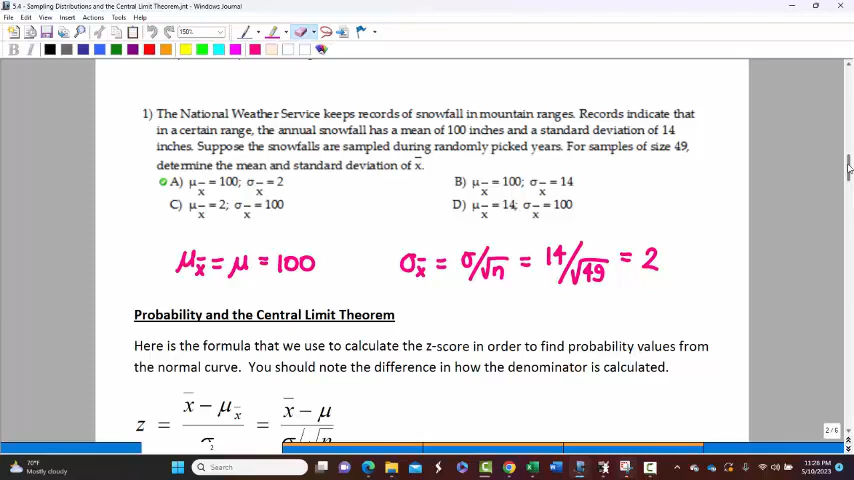 5.4 - Sampling Distributions and the Central Limit Theorem.jnt - Windows Journal
File Edit View Insert Actions Tools Help
150%
B I
1) The National Weather Service keeps records of snowfall in mountain ranges. Records indicate that
in a certain range, the annual snowfall has a mean of 100 inches and a standard deviation of 14
inches. Suppose the snowfalls are sampled during randomly picked years. For samples of size 49,
determine the mean and standard deviation of x̅.
A) μx̅ = 100; σx̅ = 2 B) μx̅ = 100; σx̅ = 14
C) μx̅ = 2; σx̅ = 100 D) μx̅ = 14; σx̅ = 100
μx̅ = μ = 100 σx̅ = σ/√n = 14/√49 = 2
Probability and the Central Limit Theorem
Here is the formula that we use to calculate the z-score in order to find probability values from
the normal curve. You should note the difference in how the denominator is calculated.
z = x̅ − μx̅ / σ = x̅ − μ / σ/√n
2 / 6
70°F
Mostly cloudy
Search
11:28 PM
5/10/2023